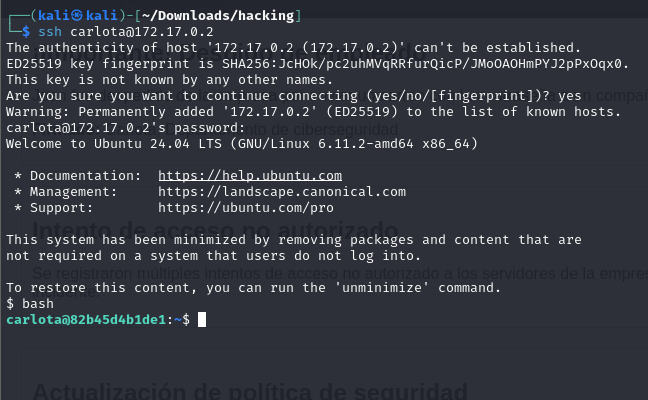 ┌──(kali㉿kali)-[~/Downloads/hacking]
└─$ ssh carlota@172.17.0.2
The authenticity of host '172.17.0.2 (172.17.0.2)' can't be established.
ED25519 key fingerprint is SHA256:JcHOk/co2uhMVqRRfurQicP/JMoOAOHmPYJ2pPxOqx0.
This key is not known by any other names.
Are you sure you want to continue connecting (yes/no/[fingerprint])? yes
Warning: Permanently added '172.17.0.2' (ED25519) to the list of known hosts.
carlota@172.17.0.2's password:
Welcome to Ubuntu 24.04 LTS (GNU/Linux 6.11.2-amd64 x86_64)
* Documentation:  https://help.ubuntu.com
* Management:     https://landscape.canonical.com
* Support:        https://ubuntu.com/pro
Intento de acceso no autorizado
This system has been minimized by removing packages and content that are
not required on a system that users do not log into.
Se registraron múltiples intentos de acceso no autorizado a los servidores de la empres
To restore this content, you can run the 'unminimize' command.
$ bash
carlota@82b45d4b1de1:~$
Actualización de política de seguridad